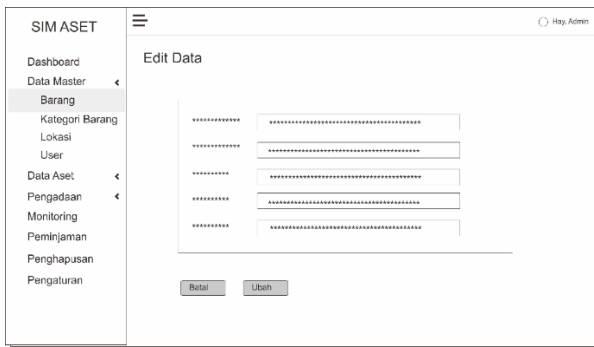 SIM ASET
Hay, Admin
Dashboard
Data Master
Barang
Kategori Barang
Lokasi
User
Data Aset
Pengadaan
Monitoring
Peminjaman
Penghapusan
Pengaturan
Edit Data
************* ****************************************
************* ****************************************
********** ****************************************
********** ****************************************
********** ****************************************
Batal Ubah